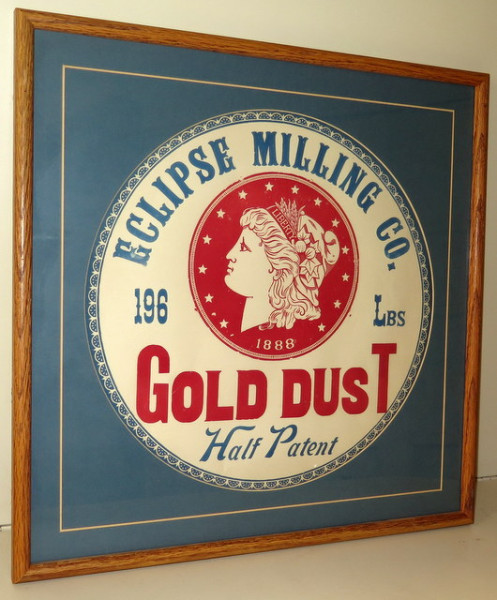 ECLIPSE MILLING CO.
LIBERTY
196 LBS
1888
GOLD DUST
Half Patent